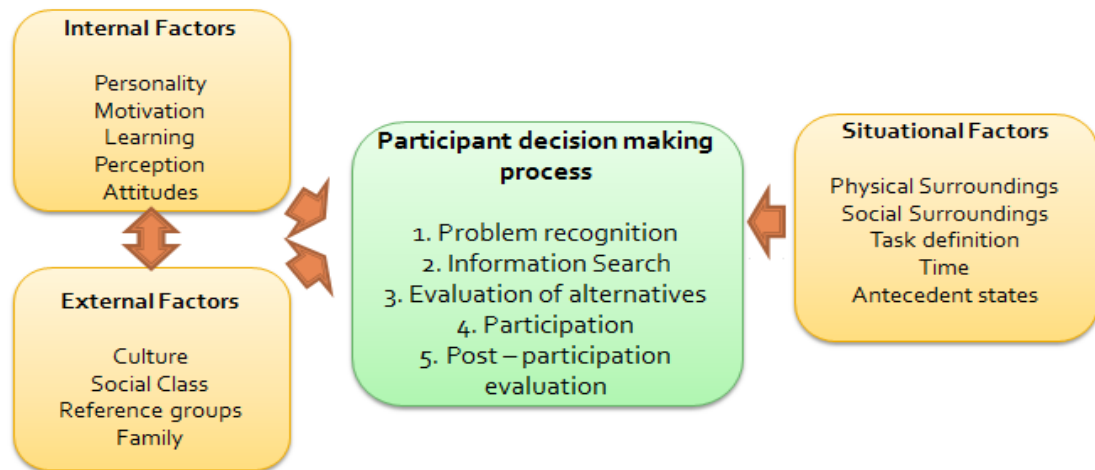 Internal Factors
Personality
Motivation
Learning
Perception
Attitudes
External Factors
Culture
Social Class
Reference groups
Family
Participant decision making
process
1. Problem recognition
2. Information Search
3. Evaluation of alternatives
4. Participation
5. Post – participation
evaluation
Situational Factors
Physical Surroundings
Social Surroundings
Task definition
Time
Antecedent states